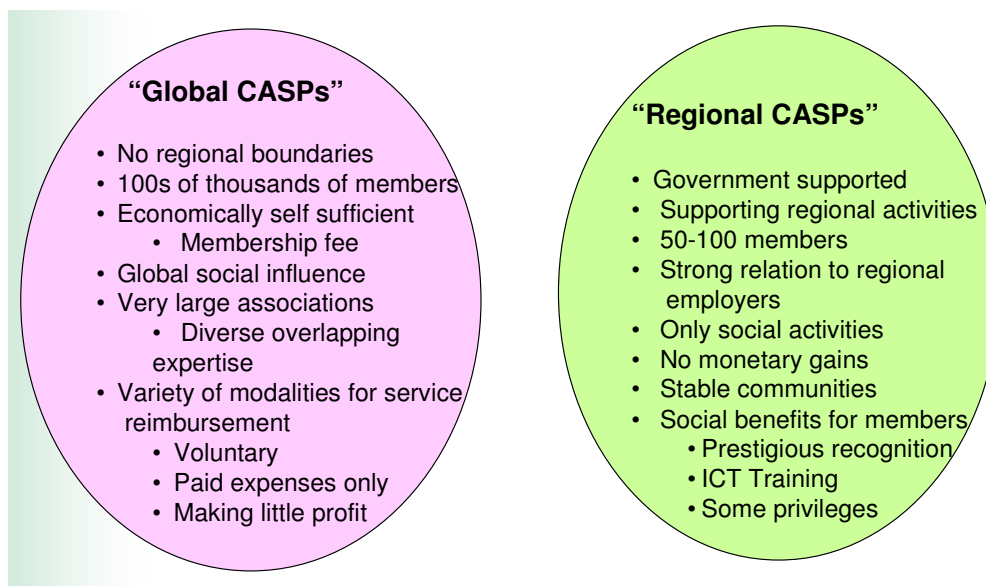 “Global CASPs”
• No regional boundaries
• 100s of thousands of members
• Economically self sufficient
• Membership fee
• Global social influence
• Very large associations
• Diverse overlapping
expertise
• Variety of modalities for service
reimbursement
• Voluntary
• Paid expenses only
• Making little profit
“Regional CASPs”
• Government supported
• Supporting regional activities
• 50-100 members
• Strong relation to regional
employers
• Only social activities
• No monetary gains
• Stable communities
• Social benefits for members
• Prestigious recognition
• ICT Training
• Some privileges